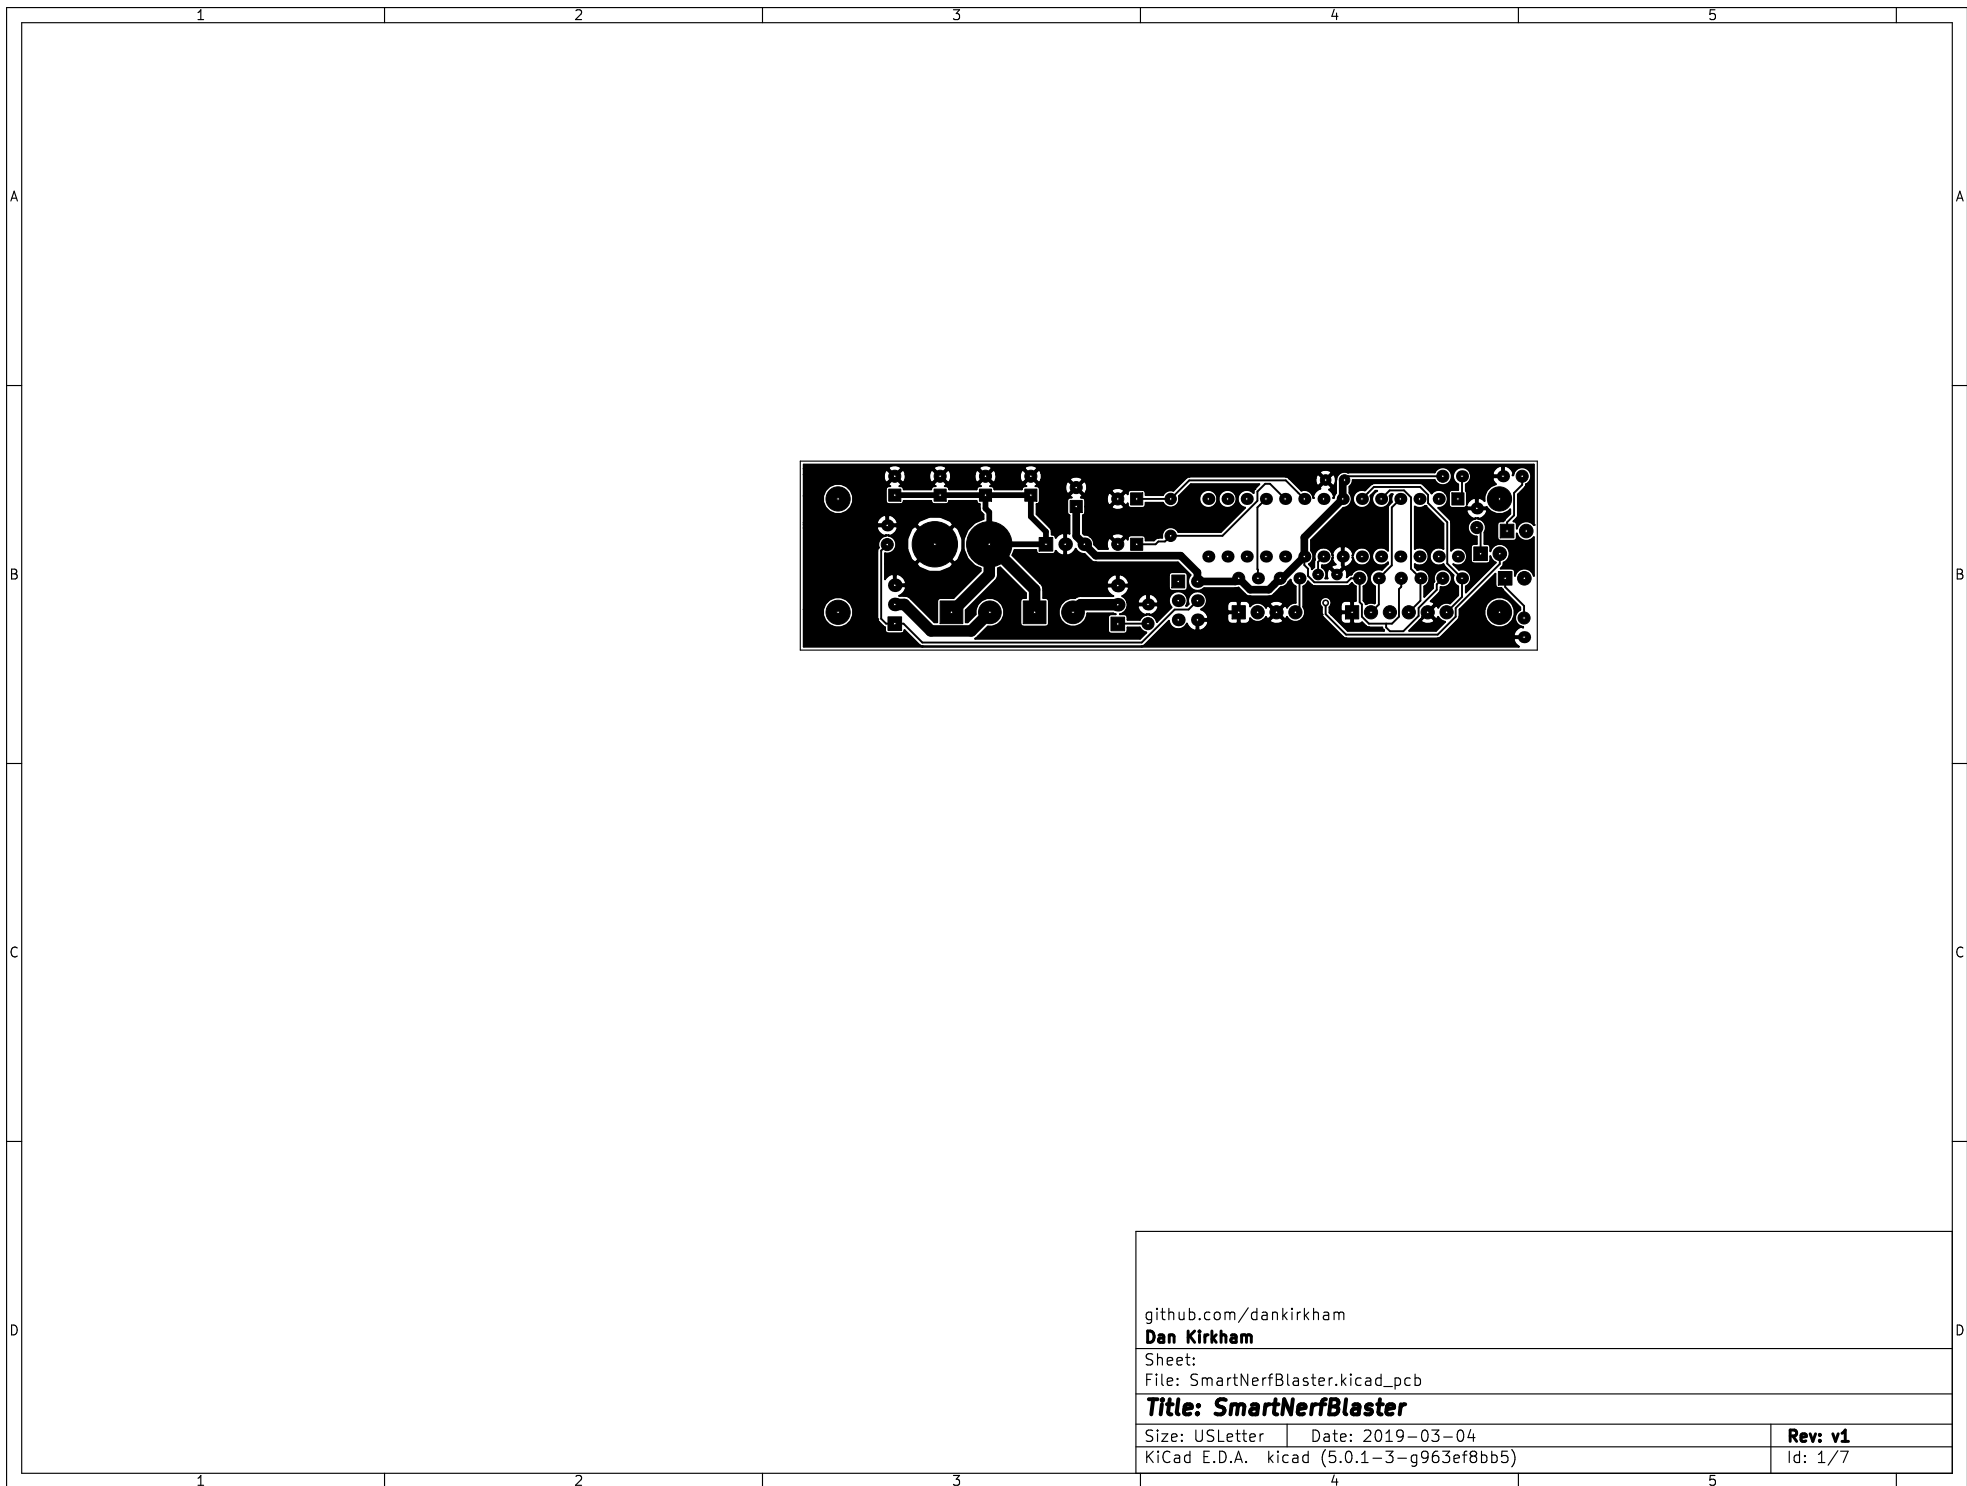 1 2 3 4 5
A A
B B
C C
D D
github.com/dankirkham
Dan Kirkham
Sheet:
File: SmartNerfBlaster.kicad_pcb
Title: SmartNerfBlaster
Size: USLetter Date: 2019-03-04 Rev: v1
KiCad E.D.A. kicad (5.0.1-3-g963ef8bb5) Id: 1/7
1 2 3 4 5